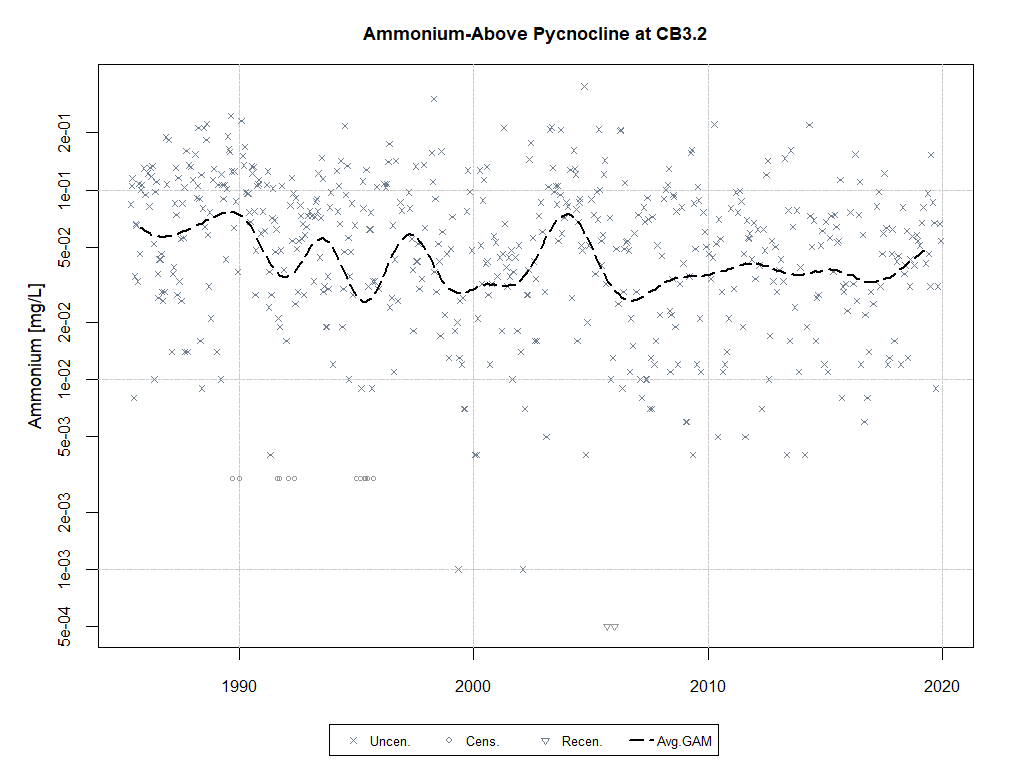 Ammonium-Above Pycnocline at CB3.2
Ammonium [mg/L]
2e-01
1e-01
5e-02
2e-02
1e-02
5e-03
2e-03
1e-03
5e-04
1990 2000 2010 2020
Uncen. Cens. Recen. Avg.GAM